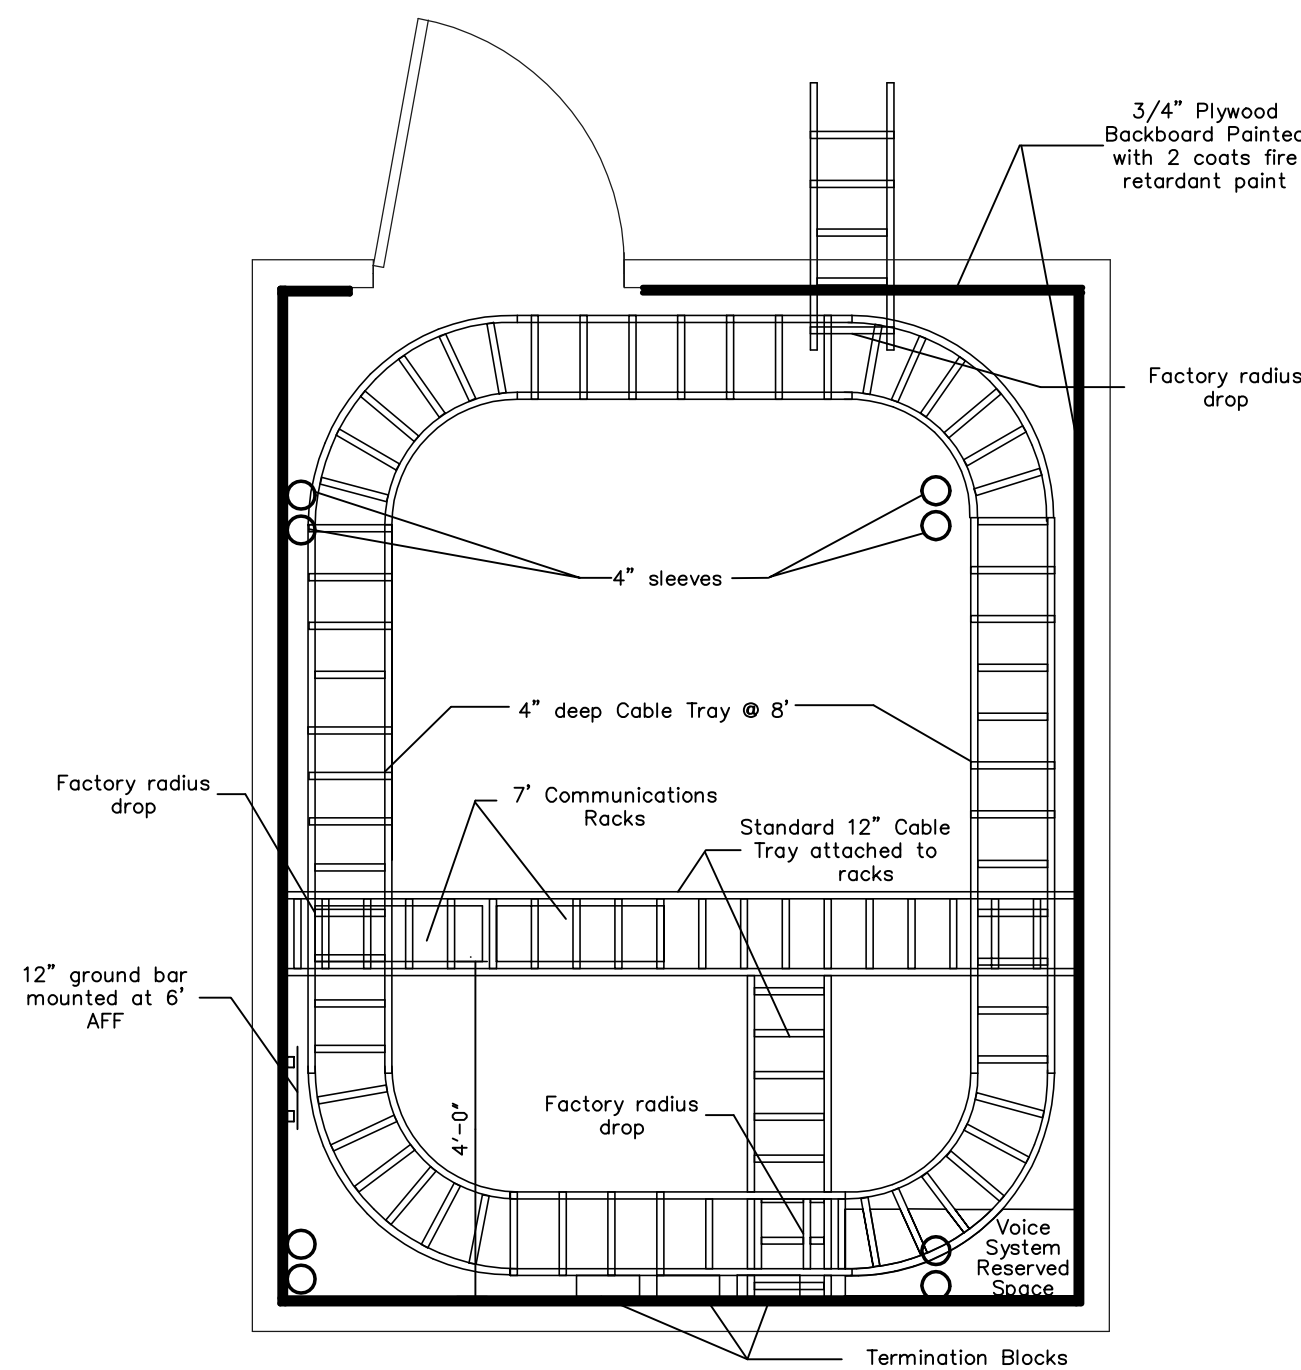 3/4” Plywood
Backboard Painted
with 2 coats fire
retardant paint
Factory radius
drop
4” sleeves
4” deep Cable Tray @ 8’
Factory radius
drop
7’ Communications
Racks
Standard 12” Cable
Tray attached to
racks
12” ground bar
mounted at 6’
AFF
4’-0”
Factory radius
drop
Voice
System
Reserved
Space
Termination Blocks